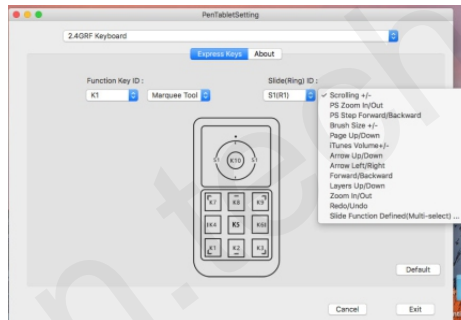 PenTabletSetting
2.4GRF Keyboard
Express Keys About
Function Key ID : Slide(Ring) ID :
K1 Marquee Tool S1(R1)
✓ Scrolling +/-
PS Zoom In/Out
PS Step Forward/Backward
Brush Size +/-
Page Up/Down
iTunes Volume+/-
Arrow Up/Down
Arrow Left/Right
Forward/Backward
Layers Up/Down
Zoom In/Out
Redo/Undo
Slide Function Defined(Multi-select) ...
S1 K10 S1
K7 K8 K9
K4 K5 K6
K1 K2 K3
Default
Cancel Exit
n.tech